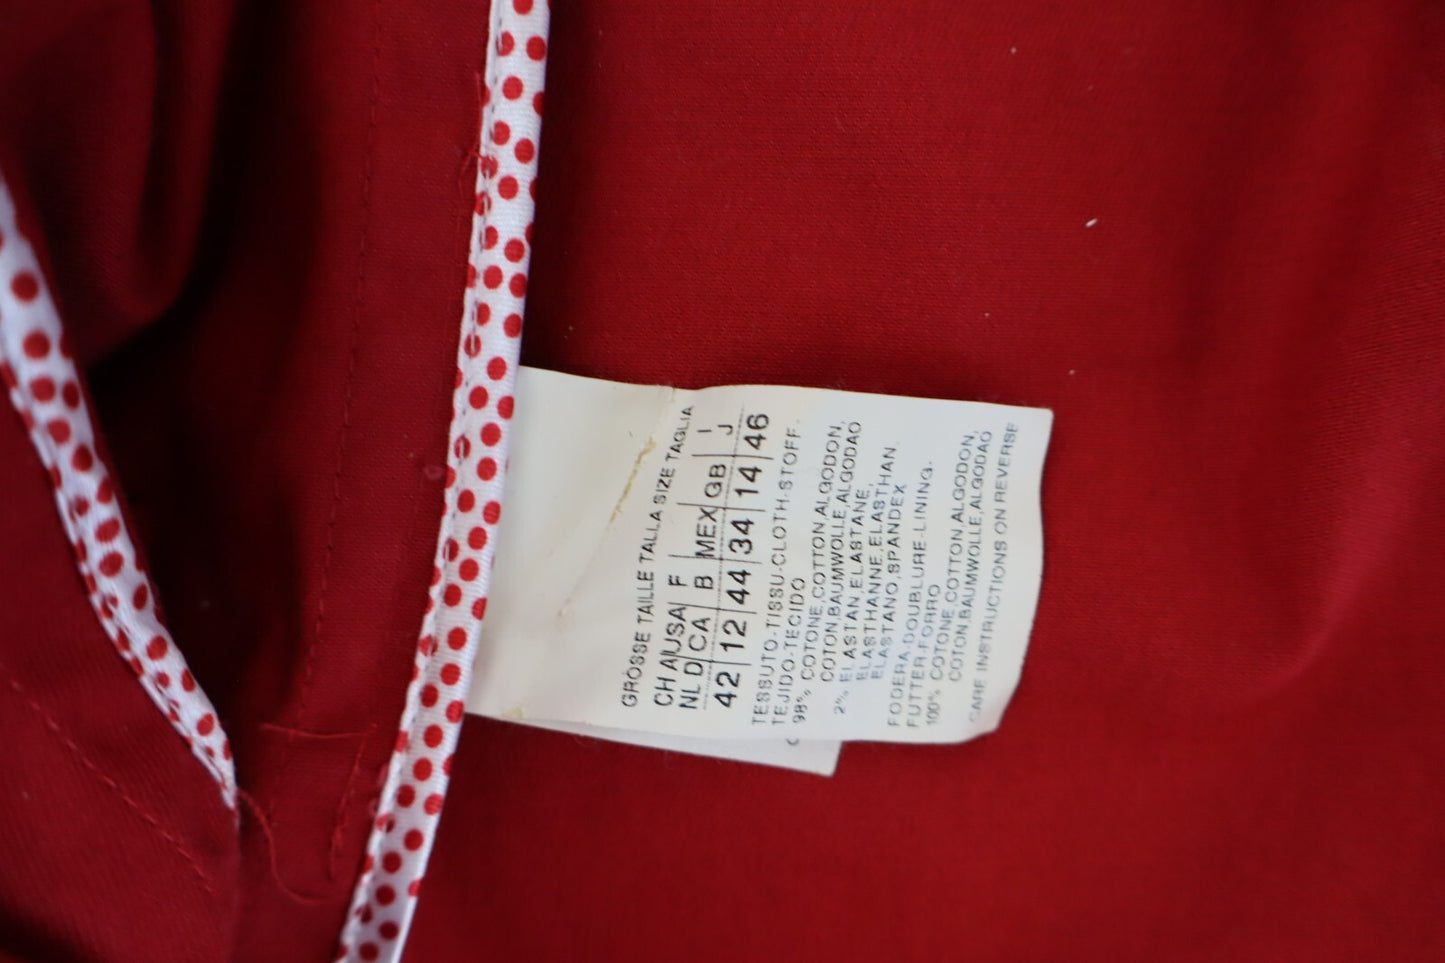 GRÖSSE TAILLE TALLA SIZE TAGLIA
CH A USA F MEX GB I
NL D CA B J
42 12 44 34 14 46
TESSUTO-TISSU-CLOTH-STOFF
TEJIDO-TECIDO
98% COTONE,COTTON,ALGODON,
COTON,BAUMWOLLE,ALGODAO
2% ELASTAN,ELASTANE,
ELASTHANNE,ELASTHAN.
ELASTANO,SPANDEX
FODERA-DOUBLURE-LINING.
FUTTER-FORRO
100% COTONE,COTTON,ALGODON,
COTON,BAUMWOLLE,ALGODAO
CARE INSTRUCTIONS ON REVERSE